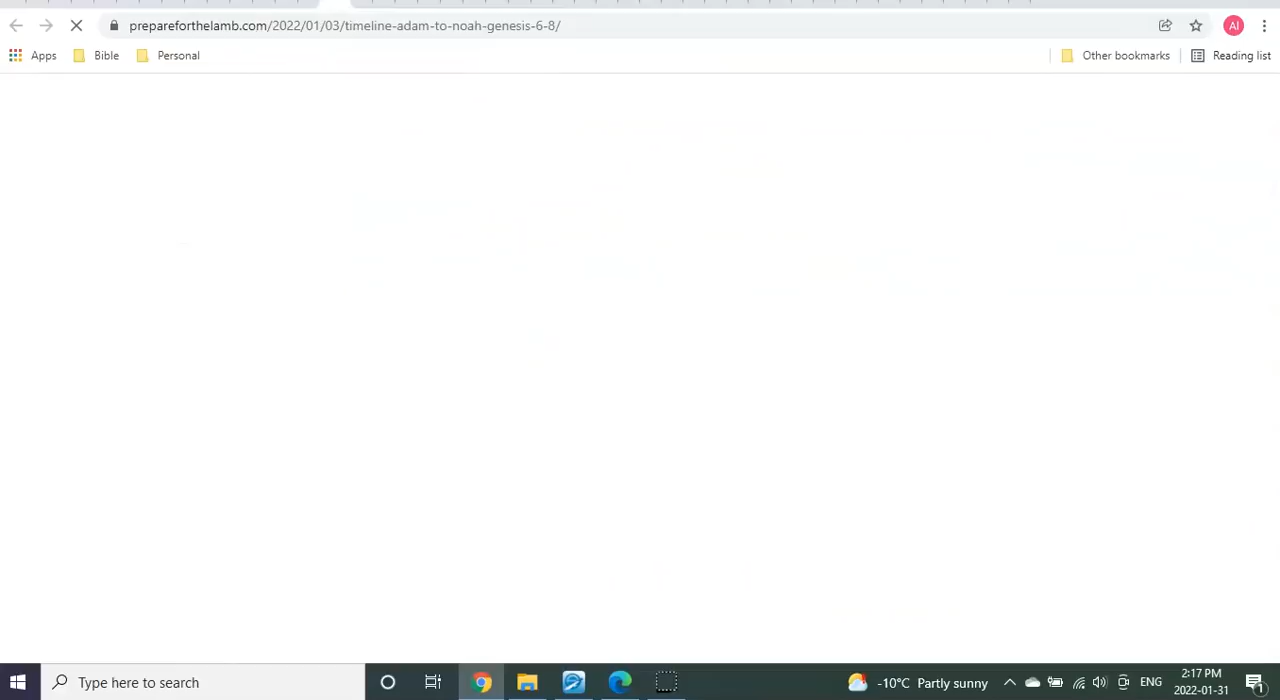 prepareforthelamb.com/2022/01/03/timeline-adam-to-noah-genesis-6-8/
AI
Apps Bible Personal Other bookmarks Reading list
Type here to search
-10°C Partly sunny
ENG
2:17 PM
2022-01-31
1